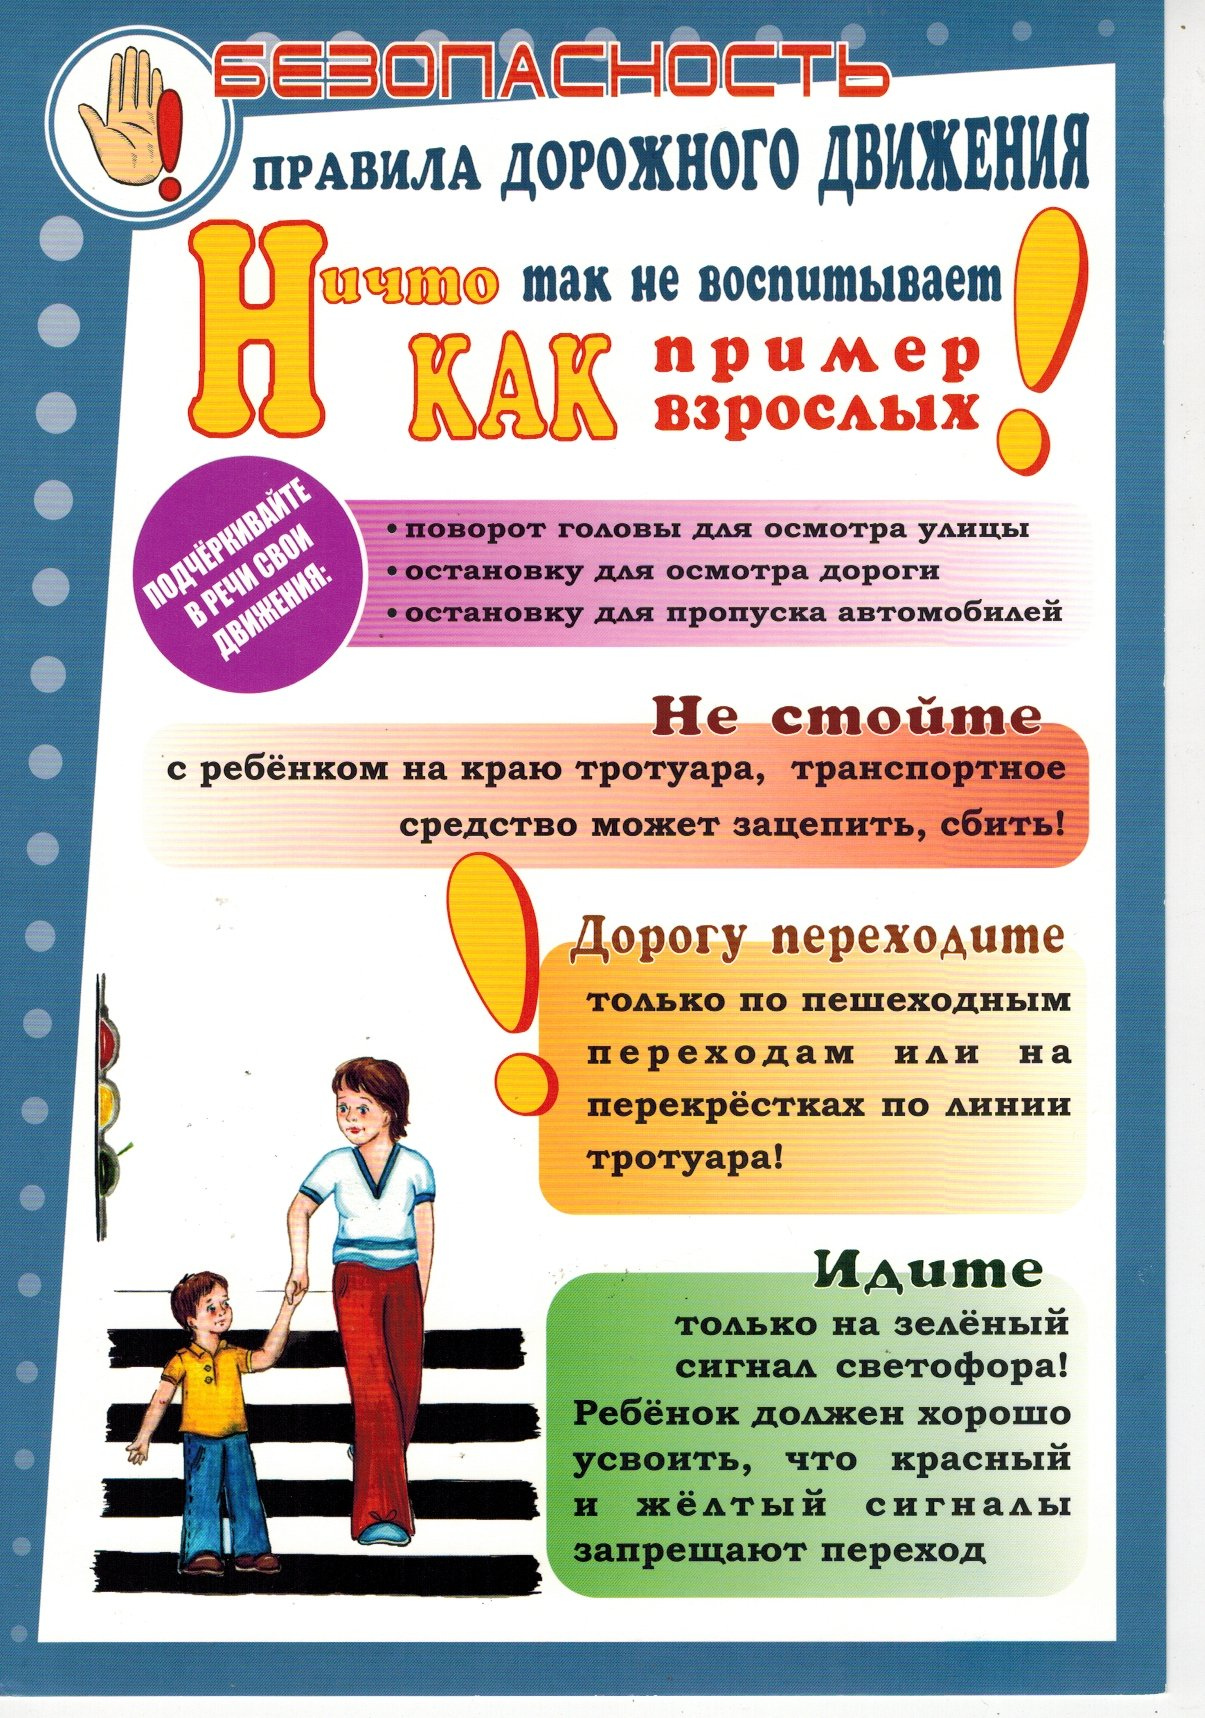 БЕЗОПАСНОСТЬ
ПРАВИЛА ДОРОЖНОГО ДВИЖЕНИЯ
Ничто так не воспитывает
КАК пример
взрослых!
ПОДЧЁРКИВАЙТЕ
В РЕЧИ СВОИ
ДВИЖЕНИЯ:
• поворот головы для осмотра улицы
• остановку для осмотра дороги
• остановку для пропуска автомобилей
Не стойте
с ребёнком на краю тротуара, транспортное
средство может зацепить, сбить!
Дорогу переходите
только по пешеходным
переходам или на
перекрёстках по линии
тротуара!
Идите
только на зелёный
сигнал светофора!
Ребёнок должен хорошо
усвоить, что красный
и жёлтый сигналы
запрещают переход